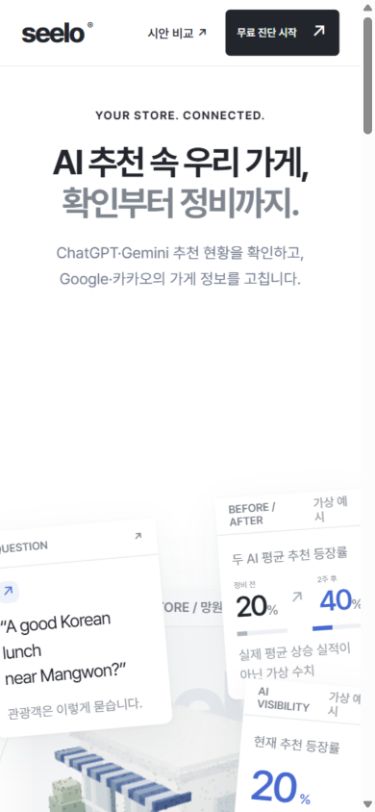 seelo®
시안 비교 ↗
무료 진단 시작 ↗
YOUR STORE. CONNECTED.
AI 추천 속 우리 가게,
확인부터 정비까지.
ChatGPT·Gemini 추천 현황을 확인하고,
Google·카카오의 가게 정보를 고칩니다.
UESTION ↗
↗
“A good Korean
lunch
near Mangwon?”
관광객은 이렇게 묻습니다.
TORE / 망원
BEFORE /
AFTER
가상 예
시
두 AI 평균 추천 등장률
정비 전
20%
↗
2주 후
40%
실제 평균 상승 실적이
아닌 가상 수치
AI
VISIBILITY
가상 예
시
현재 추천 등장률
20%